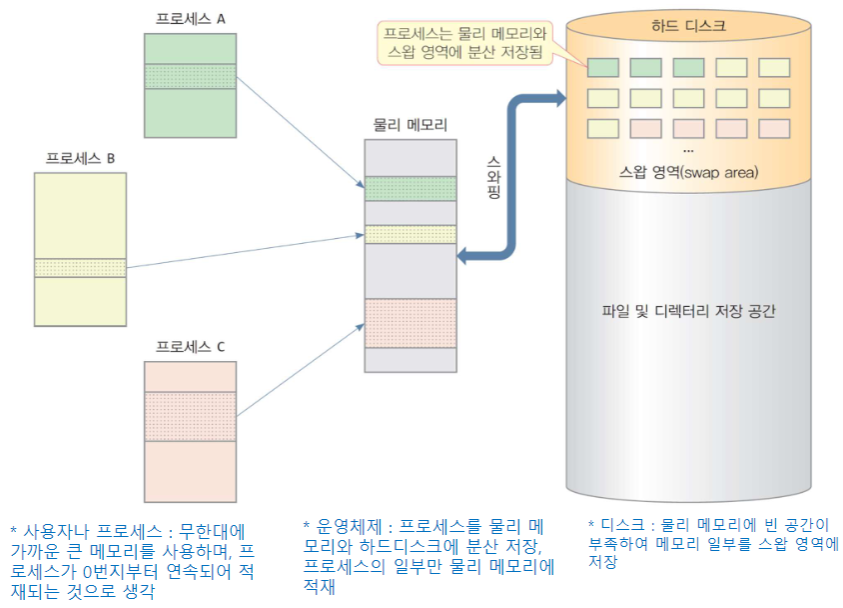 프로세스 A
프로세스는 물리 메모리와
스왑 영역에 분산 저장됨
하드 디스크
물리 메모리
프로세스 B
스와핑
...
스왑 영역(swap area)
파일 및 디렉터리 저장 공간
프로세스 C
* 사용자나 프로세스 : 무한대에
가까운 큰 메모리를 사용하며, 프
로세스가 0번지부터 연속되어 적
재되는 것으로 생각
* 운영체제 : 프로세스를 물리 메
모리와 하드디스크에 분산 저장,
프로세스의 일부만 물리 메모리에
적재
* 디스크 : 물리 메모리에 빈 공간이
부족하여 메모리 일부를 스왑 영역에
저장